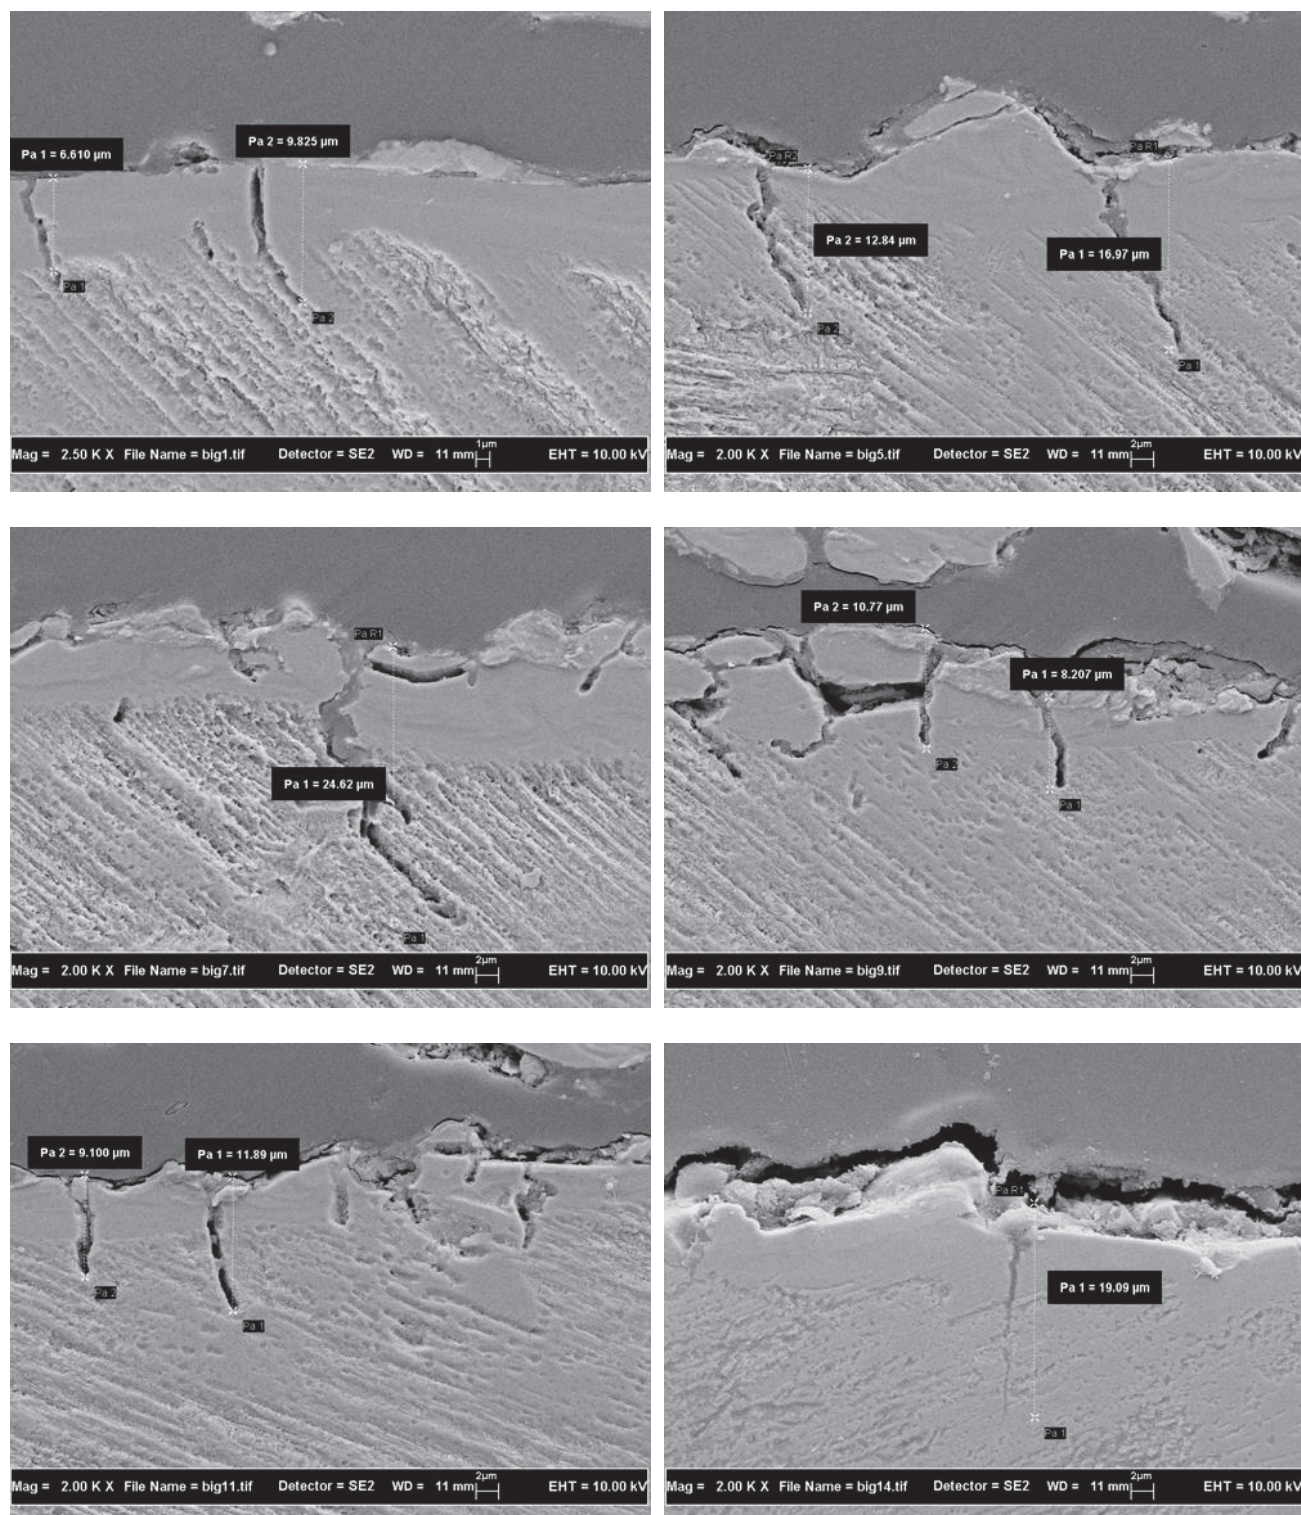 Pa 1 = 6.610 µm
Pa 2 = 9.825 µm
Pa 1
Pa 2
Mag = 2.50 K X File Name = big1.tif Detector = SE2 WD = 11 mm 1µm EHT = 10.00 kV
Pa R2
Pa R1
Pa 2 = 12.84 µm
Pa 1 = 16.97 µm
Pa 2
Pa 1
Mag = 2.00 K X File Name = big5.tif Detector = SE2 WD = 11 mm 2µm EHT = 10.00 kV
Pa R1
Pa 1 = 24.62 µm
Pa 1
Mag = 2.00 K X File Name = big7.tif Detector = SE2 WD = 11 mm 2µm EHT = 10.00 kV
Pa 2 = 10.77 µm
Pa 1 = 8.207 µm
Pa 2
Pa 1
Mag = 2.00 K X File Name = big9.tif Detector = SE2 WD = 11 mm 2µm EHT = 10.00 kV
Pa 2 = 9.100 µm
Pa 1 = 11.89 µm
Pa 2
Pa 1
Mag = 2.00 K X File Name = big11.tif Detector = SE2 WD = 11 mm 2µm EHT = 10.00 kV
Pa R1
Pa 1 = 19.09 µm
Pa 1
Mag = 2.00 K X File Name = big14.tif Detector = SE2 WD = 11 mm 2µm EHT = 10.00 kV